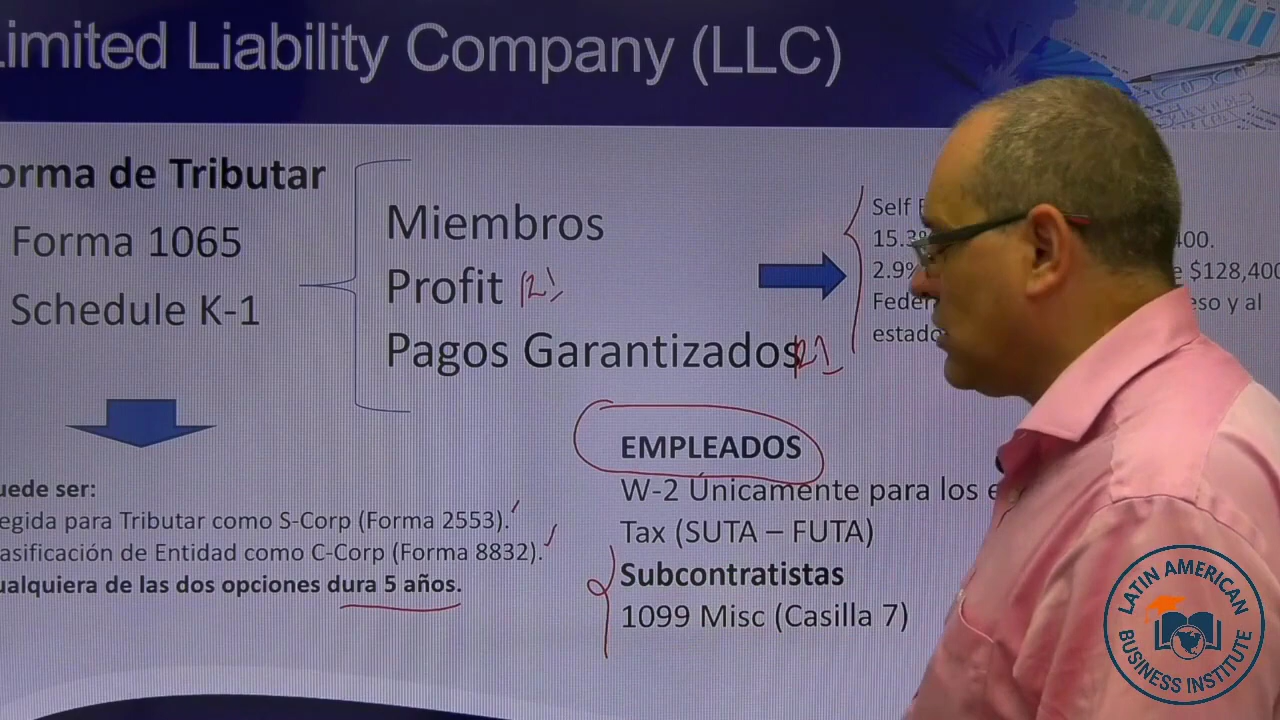 Limited Liability Company (LLC)
orma de Tributar
Forma 1065
Schedule K-1
Miembros
Profit
Pagos Garantizados
Self
15.3 400.
2.9% e $128,400
Feder eso y al
estado
EMPLEADOS
W-2 Únicamente para los e
Tax (SUTA – FUTA)
Subcontratistas
1099 Misc (Casilla 7)
uede ser:
egida para Tributar como S-Corp (Forma 2553).
asificación de Entidad como C-Corp (Forma 8832).
ualquiera de las dos opciones dura 5 años.
LATIN AMERICAN
BUSINESS INSTITUTE